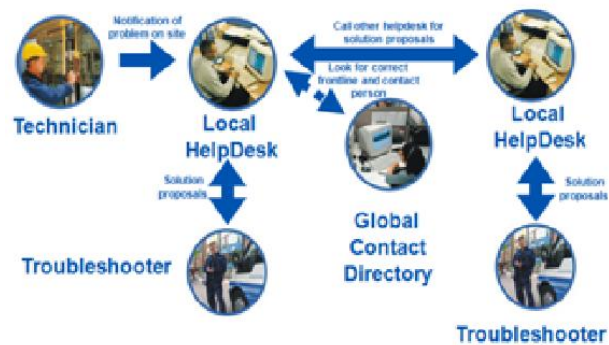 Notification of
problem on site
Call other helpdesk for
solution proposals
Look for correct
frontline and contact
person
Technician
Local
HelpDesk
Local
HelpDesk
Solution
proposals
Solution
proposals
Global
Contact
Directory
Troubleshooter
Troubleshooter